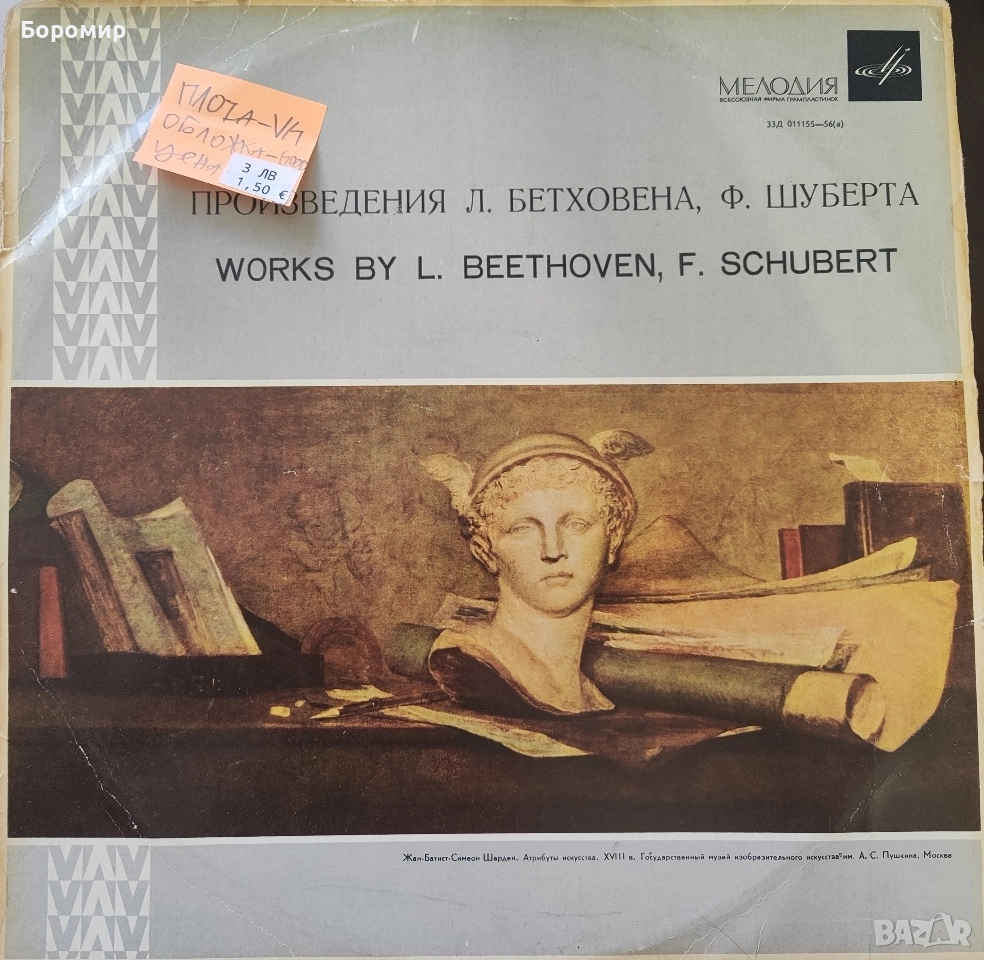 Боромир
МЕЛОДИЯ
ВСЕСОЮЗНАЯ ФИРМА ГРАМПЛАСТИНОК
33Д 011155—56(а)
ПЛОЧА-VG
ОБЛОЖКА-
ЦЕНА
3 ЛВ
1,50 €
ПРОИЗВЕДЕНИЯ Л. БЕТХОВЕНА, Ф. ШУБЕРТА
WORKS BY L. BEETHOVEN, F. SCHUBERT
Жан-Батист-Симеон Шарден. Атрибуты искусства. XVIII в. Государственный музей изобразительного искусства им. А. С. Пушкина, Москва
BAZAR